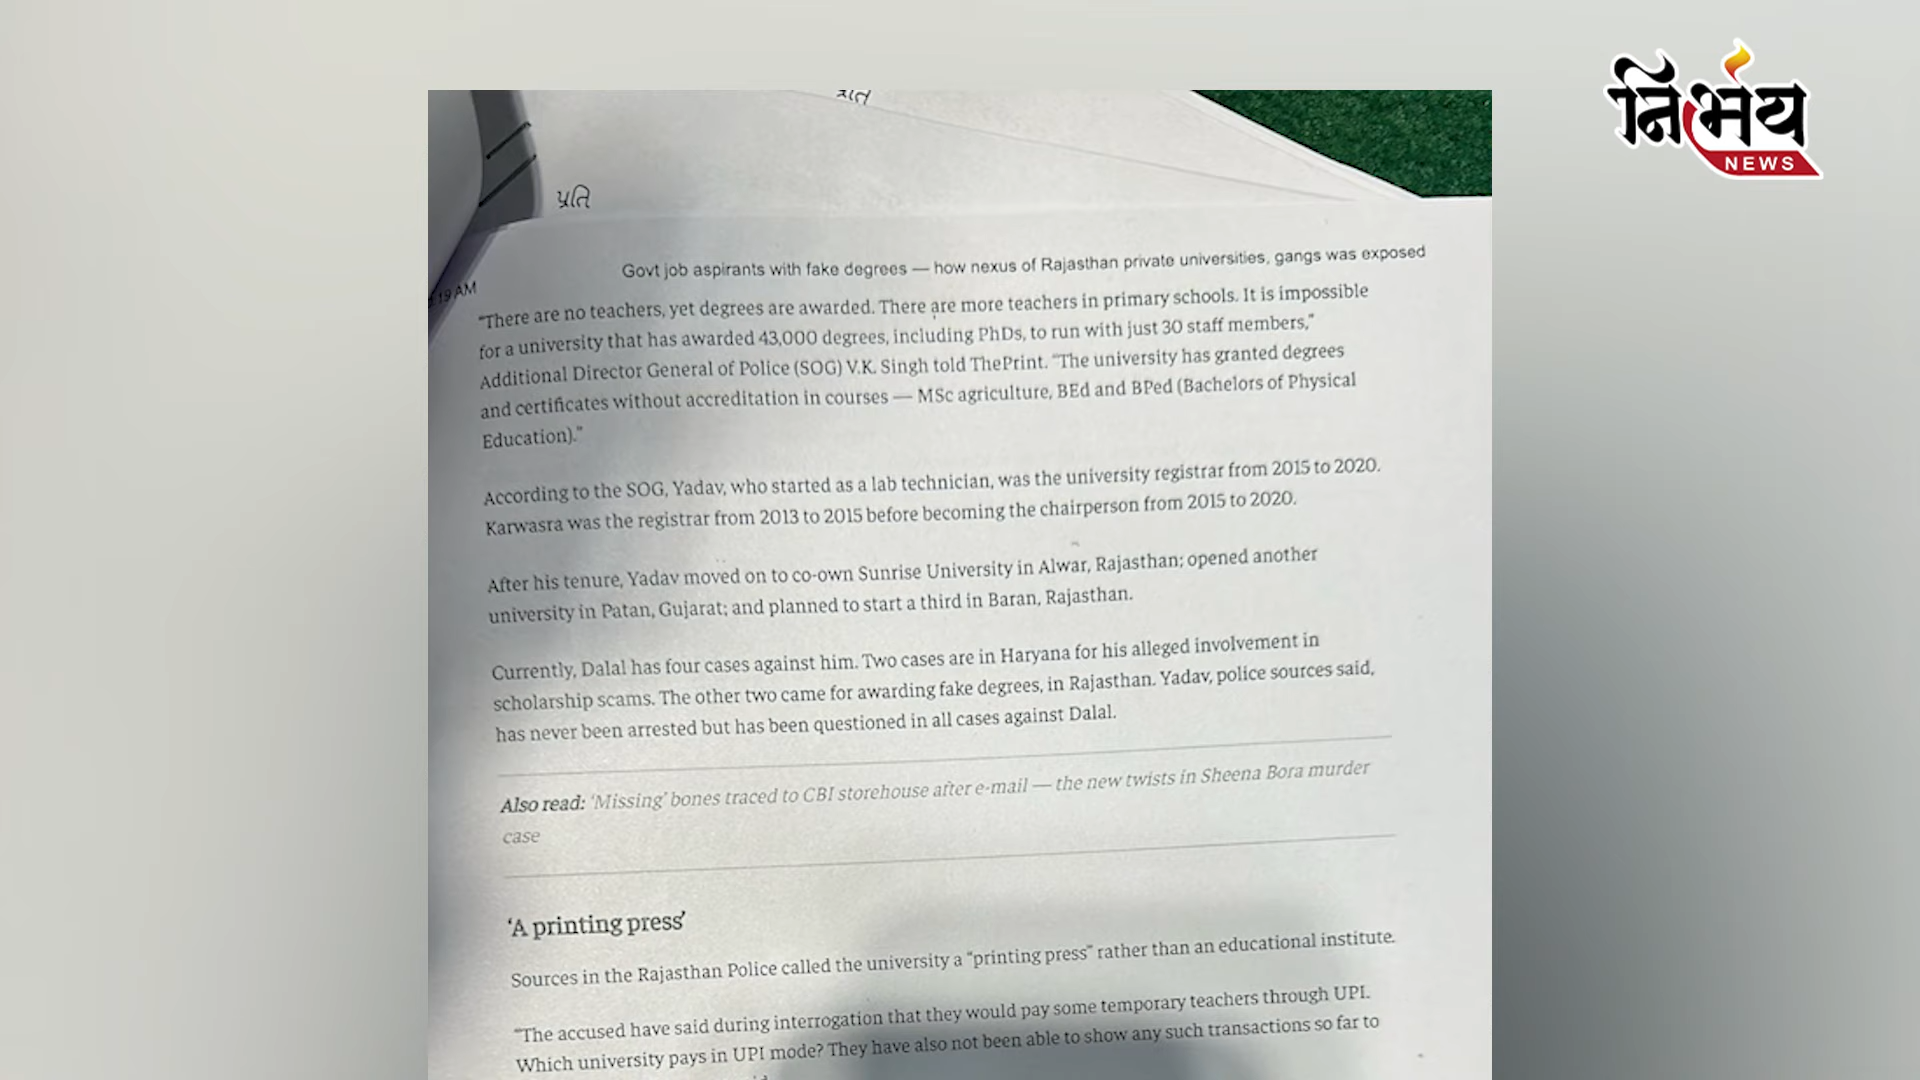 निर्भय
NEWS
પ્રતિ
Govt job aspirants with fake degrees — how nexus of Rajasthan private universities, gangs was exposed
19 AM
“There are no teachers, yet degrees are awarded. There are more teachers in primary schools. It is impossible
for a university that has awarded 43,000 degrees, including PhDs, to run with just 30 staff members,”
Additional Director General of Police (SOG) V.K. Singh told ThePrint. “The university has granted degrees
and certificates without accreditation in courses — MSc agriculture, BEd and BPed (Bachelors of Physical
Education).”
According to the SOG, Yadav, who started as a lab technician, was the university registrar from 2015 to 2020.
Karwasra was the registrar from 2013 to 2015 before becoming the chairperson from 2015 to 2020.
After his tenure, Yadav moved on to co-own Sunrise University in Alwar, Rajasthan; opened another
university in Patan, Gujarat; and planned to start a third in Baran, Rajasthan.
Currently, Dalal has four cases against him. Two cases are in Haryana for his alleged involvement in
scholarship scams. The other two came for awarding fake degrees, in Rajasthan. Yadav, police sources said,
has never been arrested but has been questioned in all cases against Dalal.
Also read: ‘Missing’ bones traced to CBI storehouse after e-mail — the new twists in Sheena Bora murder
case
‘A printing press’
Sources in the Rajasthan Police called the university a “printing press” rather than an educational institute.
“The accused have said during interrogation that they would pay some temporary teachers through UPI.
Which university pays in UPI mode? They have also not been able to show any such transactions so far to